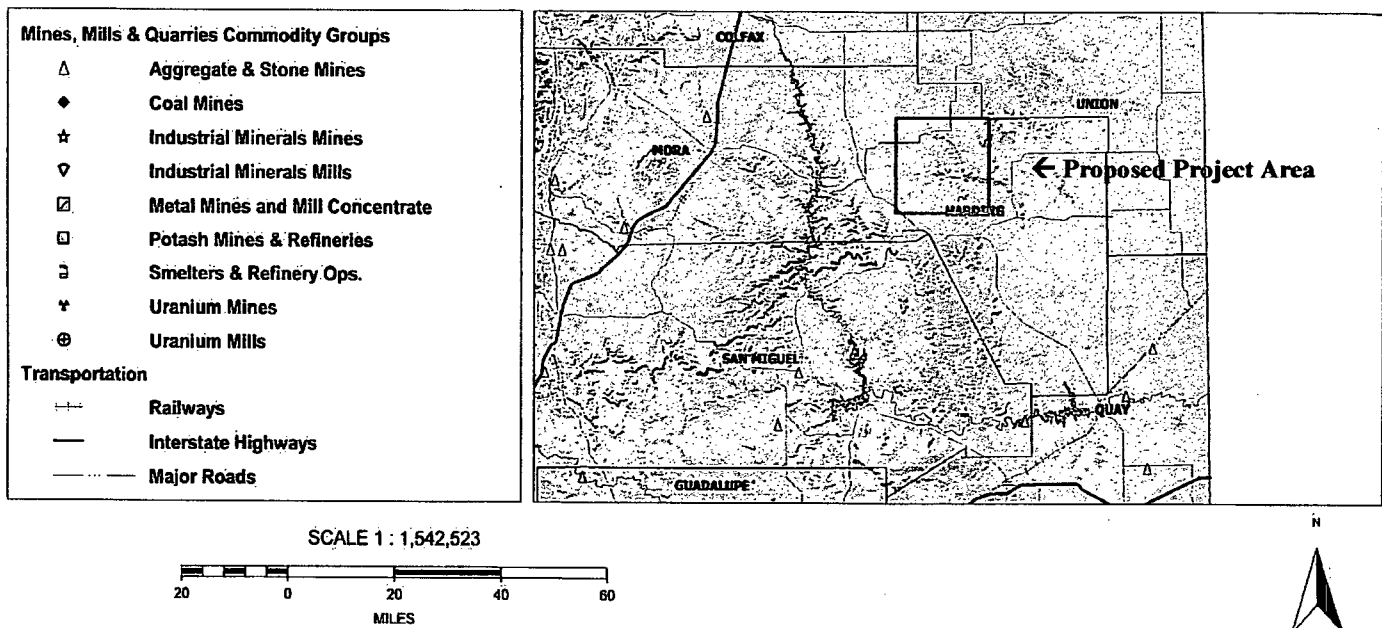 Mines, Mills & Quarries Commodity Groups
Aggregate & Stone Mines
Coal Mines
Industrial Minerals Mines
Industrial Minerals Mills
Metal Mines and Mill Concentrate
Potash Mines & Refineries
Smelters & Refinery Ops.
Uranium Mines
Uranium Mills
Transportation
Railways
Interstate Highways
Major Roads
COLFAX
UNION
MORA
← Proposed Project Area
HARDING
SAN MIGUEL
QUAY
GUADALUPE
SCALE 1 : 1,542,523
20 0 20 40 60
MILES
N